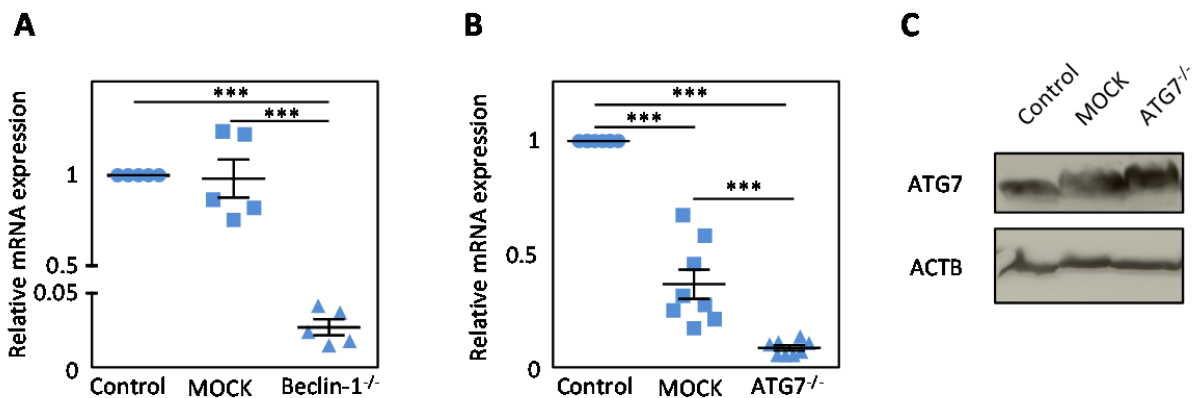 A
Relative mRNA expression
1
0.5
0.05
0
***
***
Control MOCK Beclin-1-/-
B
Relative mRNA expression
1
0.5
0
***
***
***
Control MOCK ATG7-/-
C
Control
MOCK
ATG7-/-
ATG7
ACTB